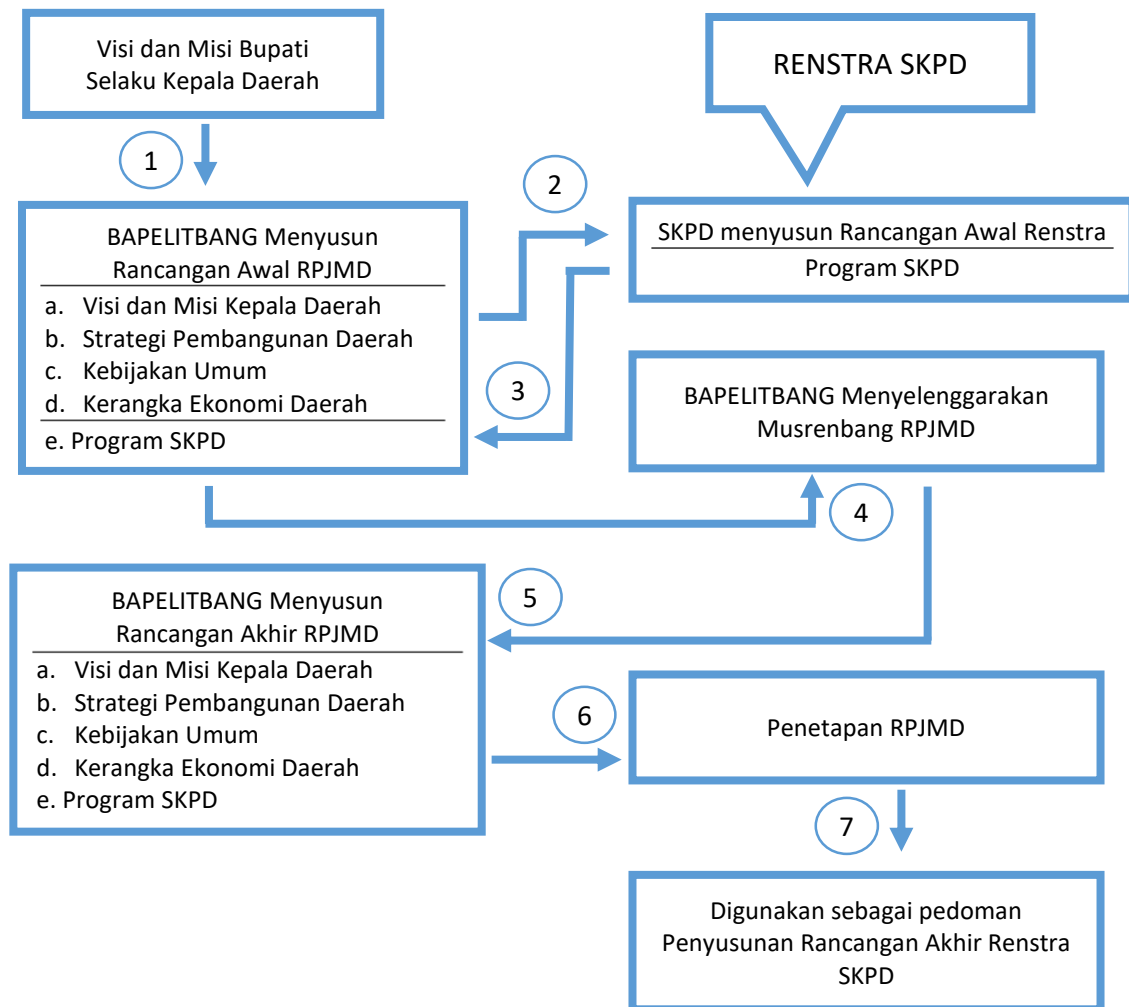 Visi dan Misi Bupati
Selaku Kepala Daerah
RENSTRA SKPD
1
2
BAPELITBANG Menyusun
Rancangan Awal RPJMD
a. Visi dan Misi Kepala Daerah
b. Strategi Pembangunan Daerah
c. Kebijakan Umum
d. Kerangka Ekonomi Daerah
e. Program SKPD
SKPD menyusun Rancangan Awal Renstra
Program SKPD
3
BAPELITBANG Menyelenggarakan
Musrenbang RPJMD
4
5
BAPELITBANG Menyusun
Rancangan Akhir RPJMD
a. Visi dan Misi Kepala Daerah
b. Strategi Pembangunan Daerah
c. Kebijakan Umum
d. Kerangka Ekonomi Daerah
e. Program SKPD
6
Penetapan RPJMD
7
Digunakan sebagai pedoman
Penyusunan Rancangan Akhir Renstra
SKPD